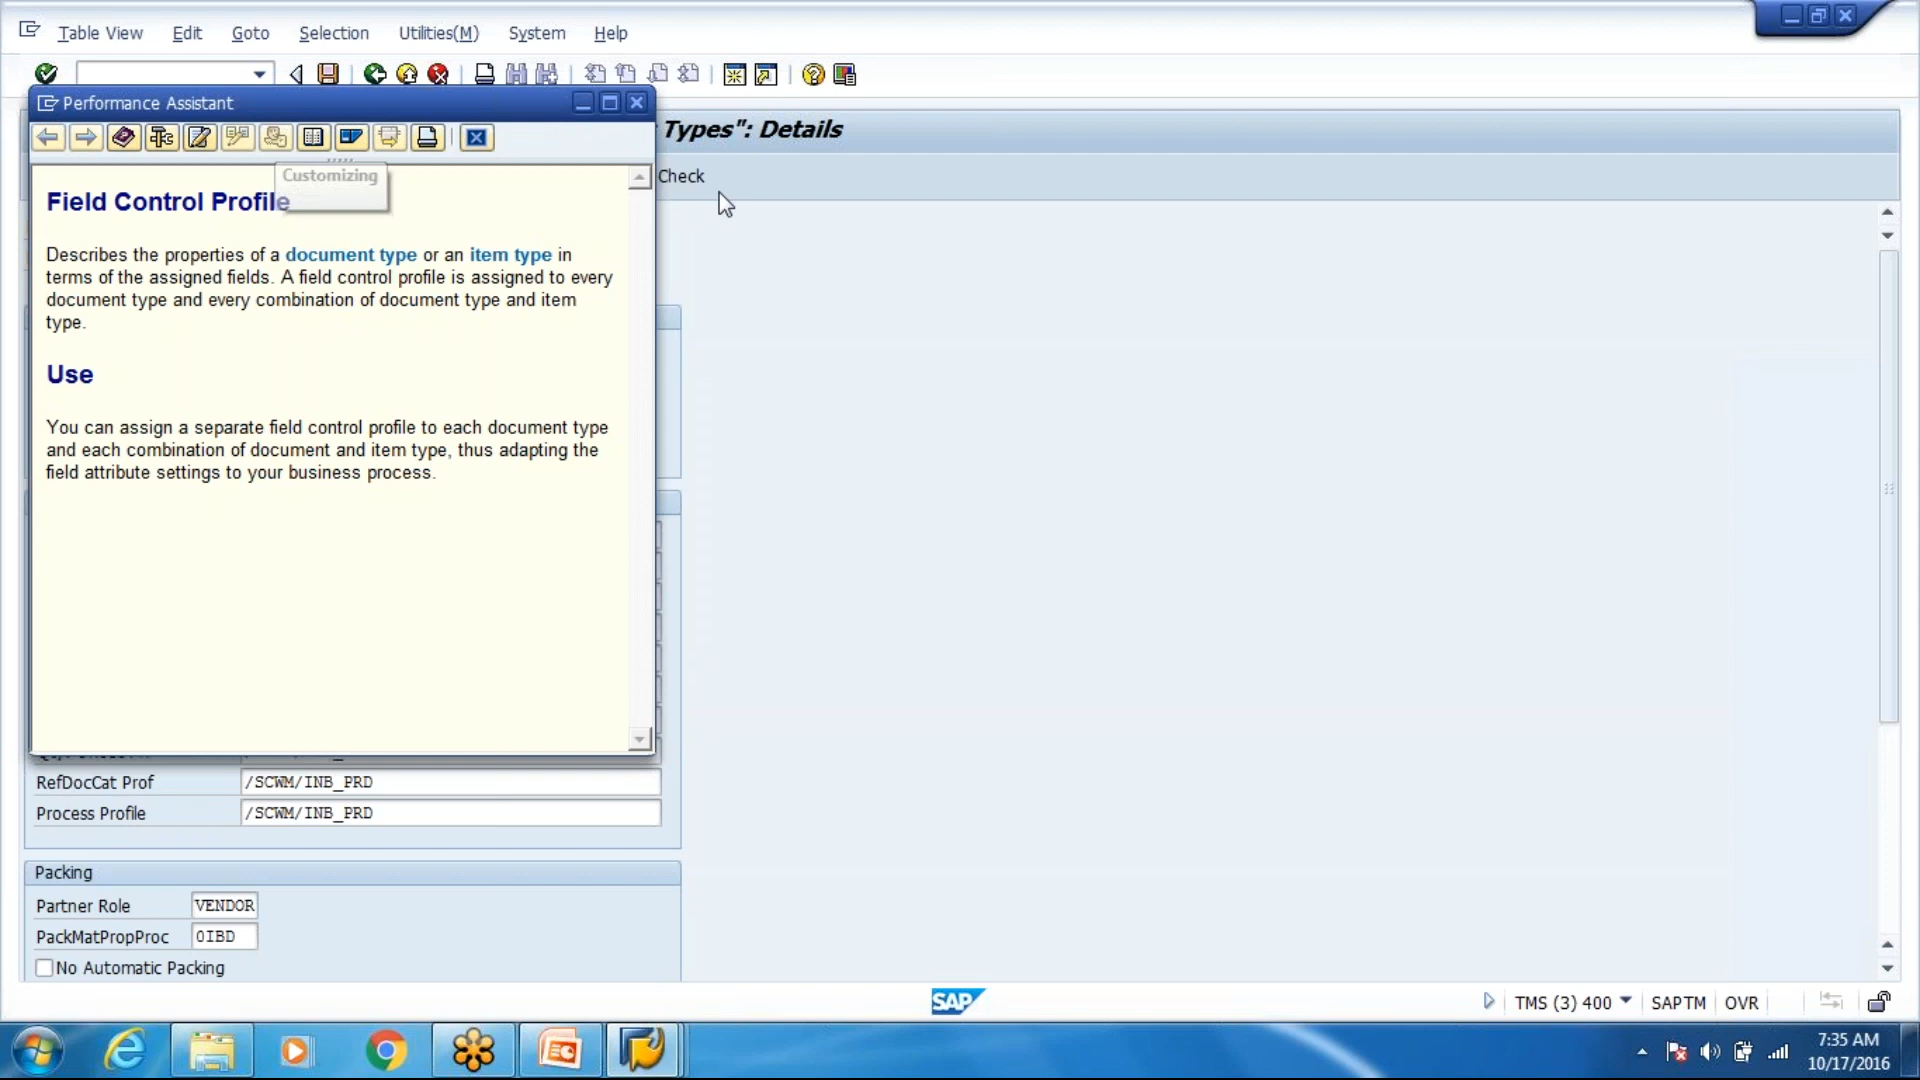 Table View Edit Goto Selection Utilities(M) System Help
Performance Assistant
Types": Details
Customizing
Check
Field Control Profile
Describes the properties of a document type or an item type in
terms of the assigned fields. A field control profile is assigned to every
document type and every combination of document type and item
type.
Use
You can assign a separate field control profile to each document type
and each combination of document and item type, thus adapting the
field attribute settings to your business process.
RefDocCat Prof /SCWM/INB_PRD
Process Profile /SCWM/INB_PRD
Packing
Partner Role VENDOR
PackMatPropProc 0IBD
No Automatic Packing
SAP
TMS (3) 400 SAPTM OVR
7:35 AM
10/17/2016